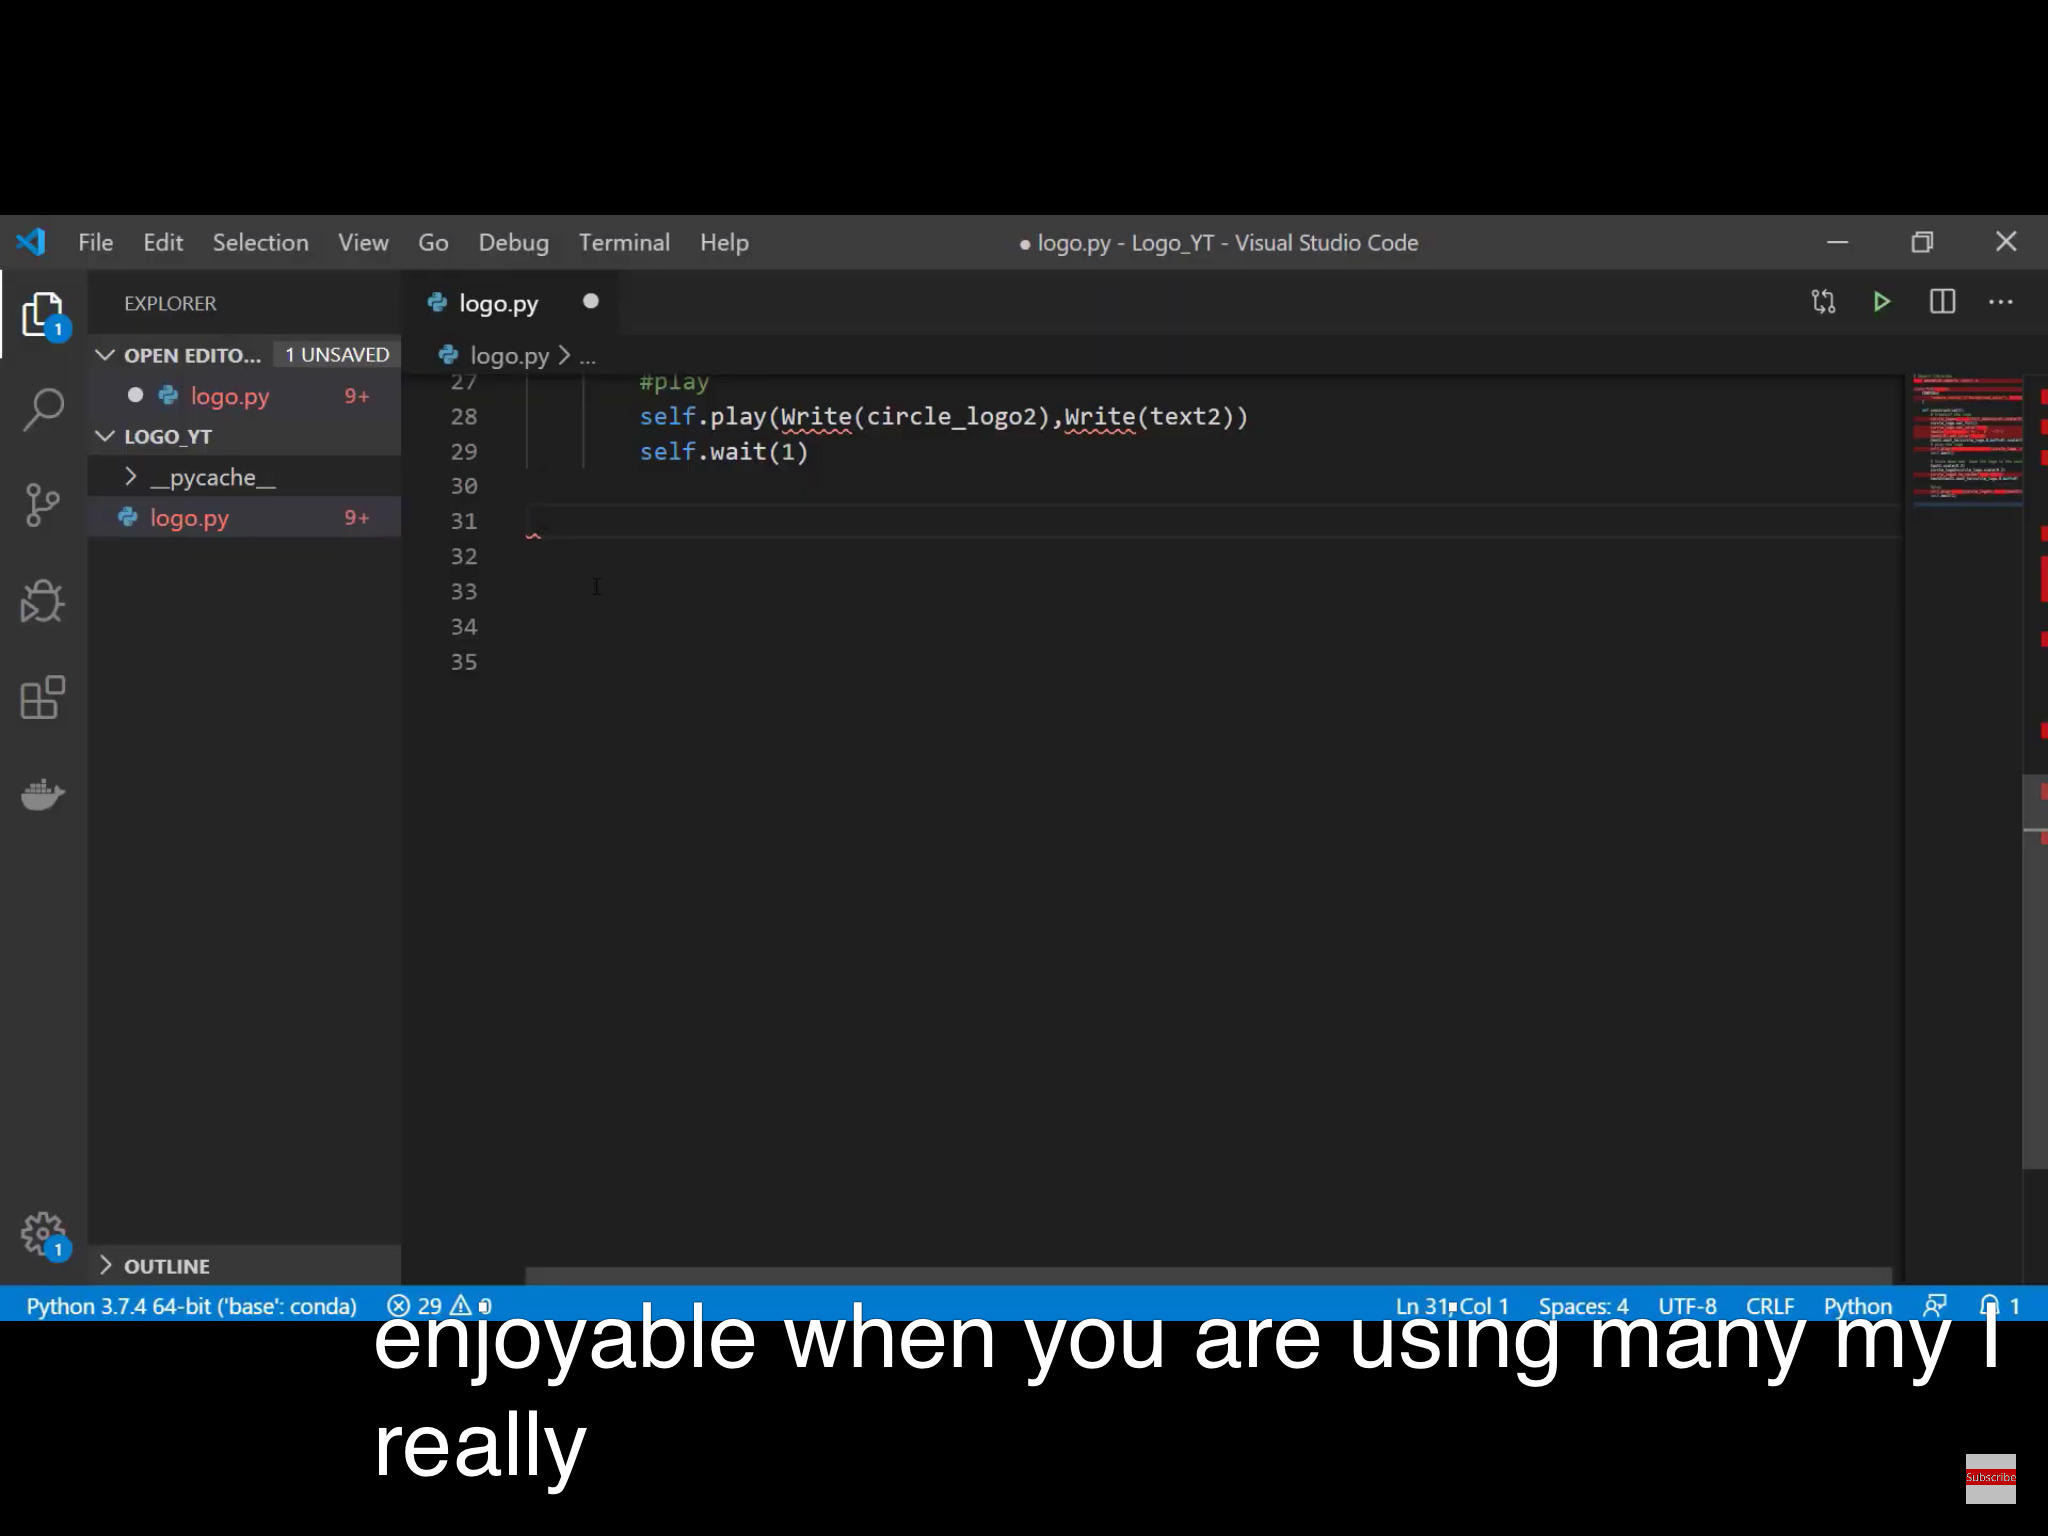 File Edit Selection View Go Debug Terminal Help
● logo.py - Logo_YT - Visual Studio Code
EXPLORER
1
OPEN EDITO... 1 UNSAVED
logo.py 9+
LOGO_YT
__pycache__
logo.py 9+
logo.py
logo.py > ...
27 #play
28 self.play(Write(circle_logo2),Write(text2))
29 self.wait(1)
30
31
32
33
34
35
1
OUTLINE
Python 3.7.4 64-bit ('base': conda) 29 0
Ln 31, Col 1 Spaces: 4 UTF-8 CRLF Python 1
enjoyable when you are using many my I
really
Subscribe